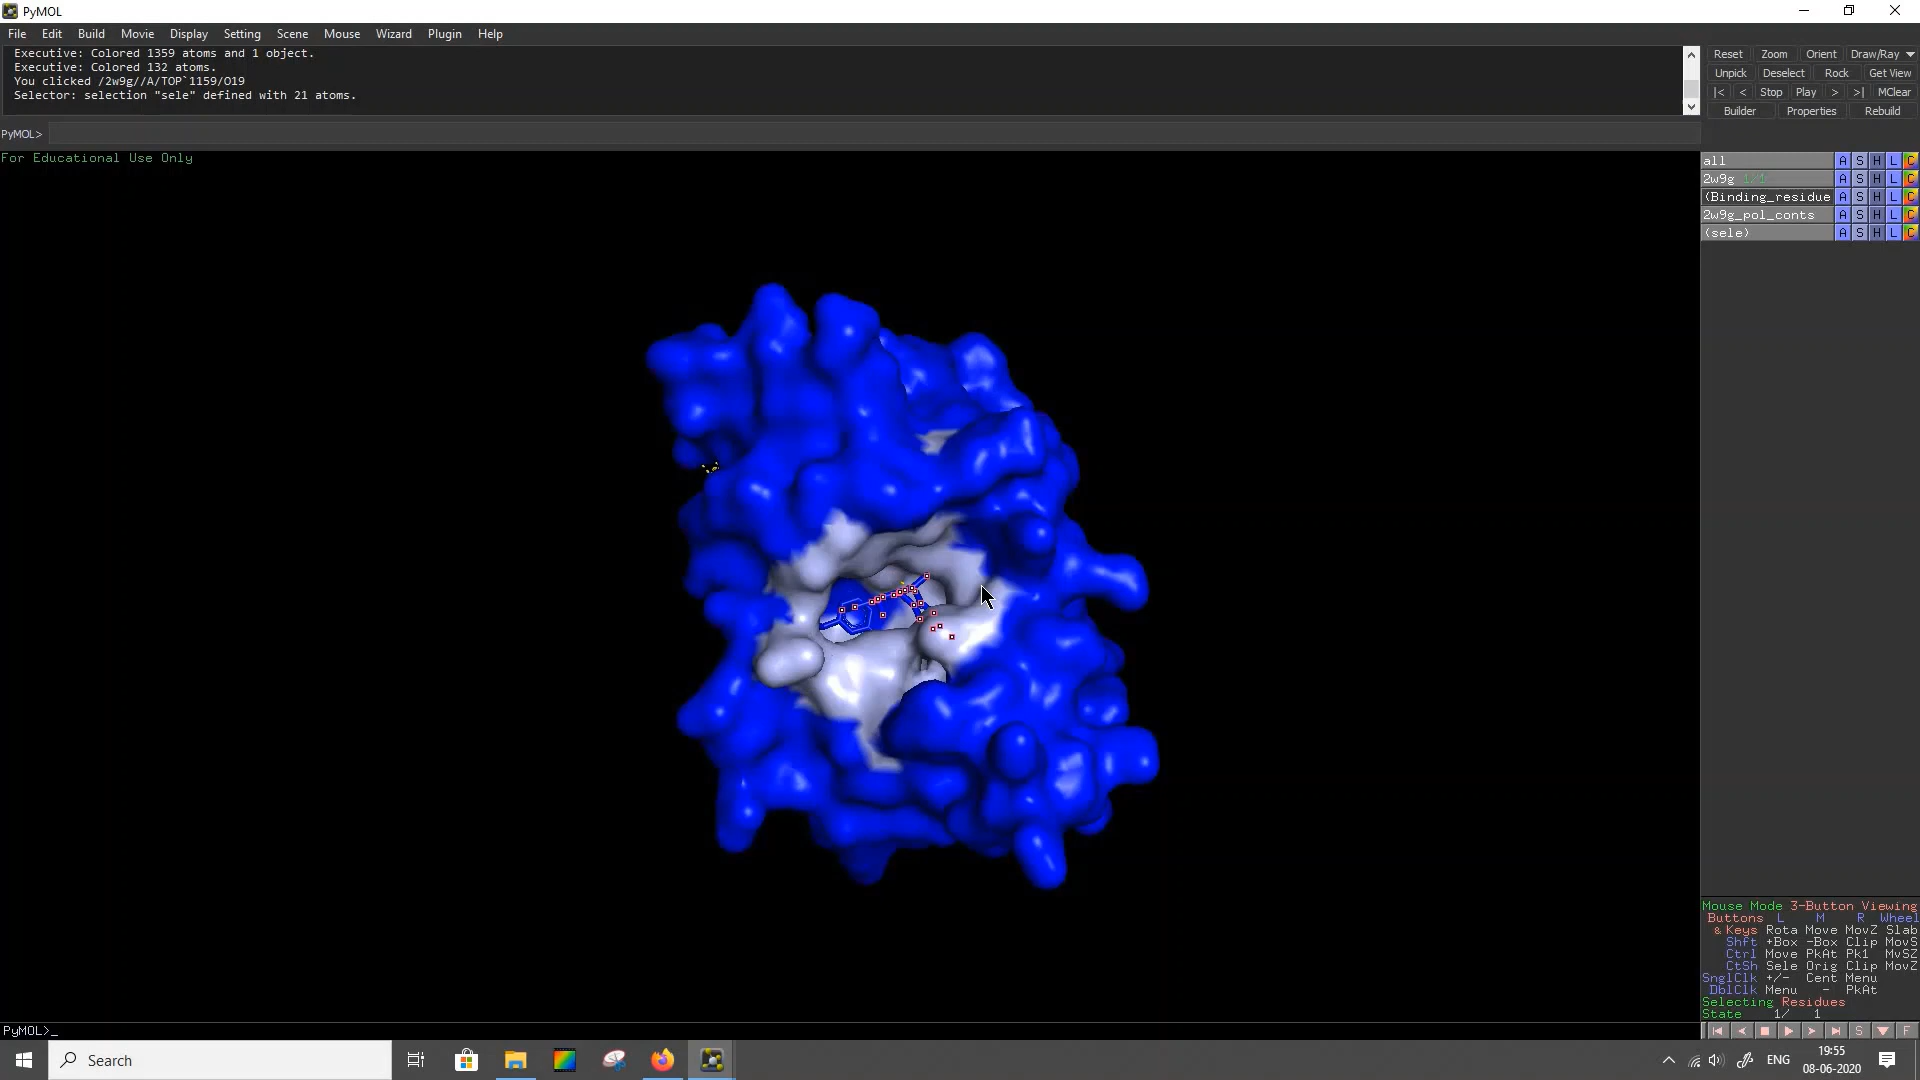 PyMOL
File Edit Build Movie Display Setting Scene Mouse Wizard Plugin Help
Executive: Colored 1359 atoms and 1 object.
Executive: Colored 132 atoms.
You clicked /2w9g//A/TOP`1159/O19
Selector: selection "sele" defined with 21 atoms.
PyMOL>
Reset Zoom Orient Draw/Ray
Unpick Deselect Rock Get View
|< < Stop Play > >| MClear
Builder Properties Rebuild
For Educational Use Only
all A S H L C
2w9g 1/1 A S H L C
(Binding_residue A S H L C
2w9g_pol_conts A S H L C
(sele) A S H L C
Mouse Mode 3-Button Viewing
Buttons L M R Wheel
& Keys Rota Move MovZ Slab
Shft +Box -Box Clip MovS
Ctrl Move PkAt Pk1 MvSZ
CtSh Sele Orig Clip MovZ
SnglClk +/- Cent Menu
DblClk Menu - PkAt
Selecting Residues
State 1/ 1
S F
PyMOL>_
Search
ENG
19:55
08-06-2020